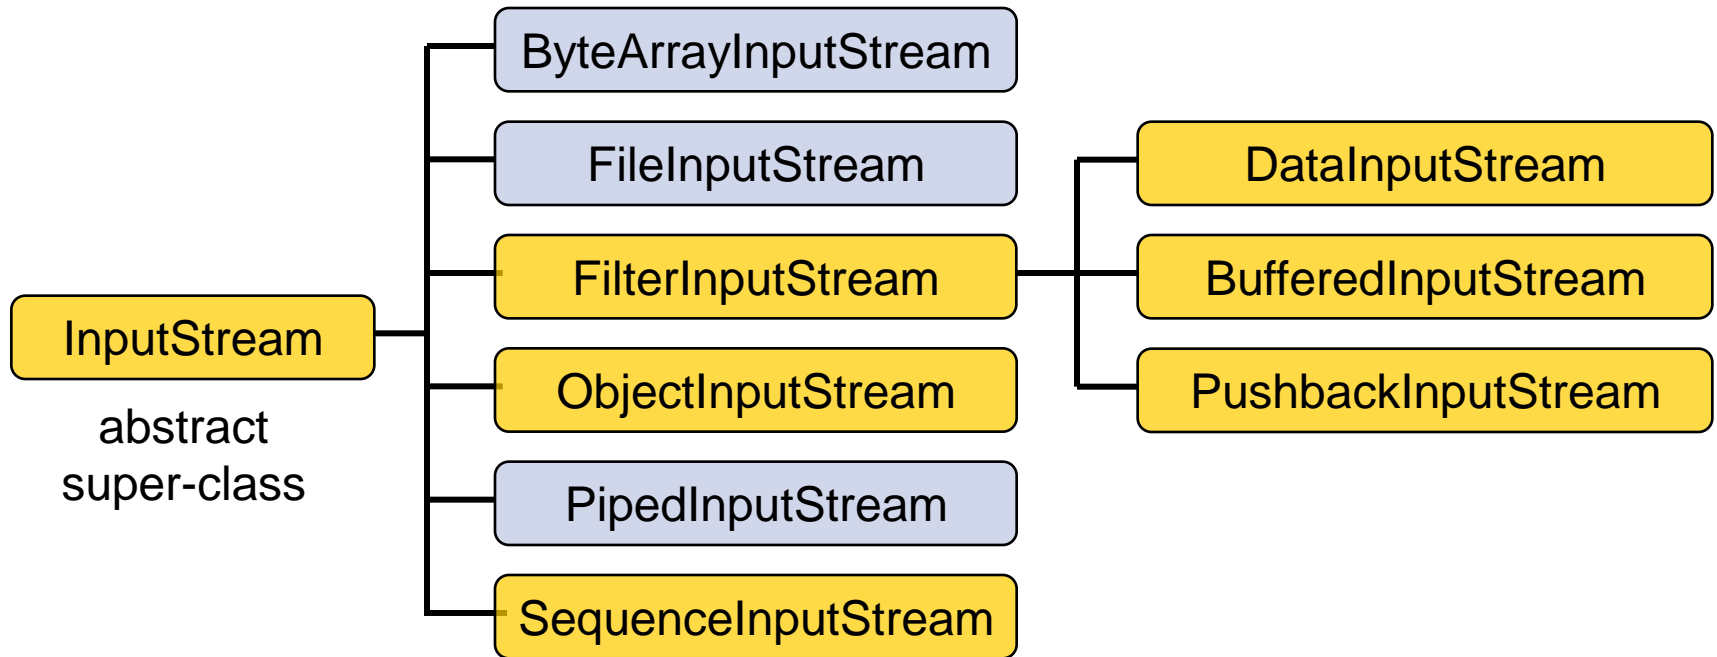 ByteArrayInputStream
FileInputStream
DataInputStream
FilterInputStream
BufferedInputStream
InputStream
ObjectInputStream
PushbackInputStream
abstract
super-class
PipedInputStream
SequenceInputStream